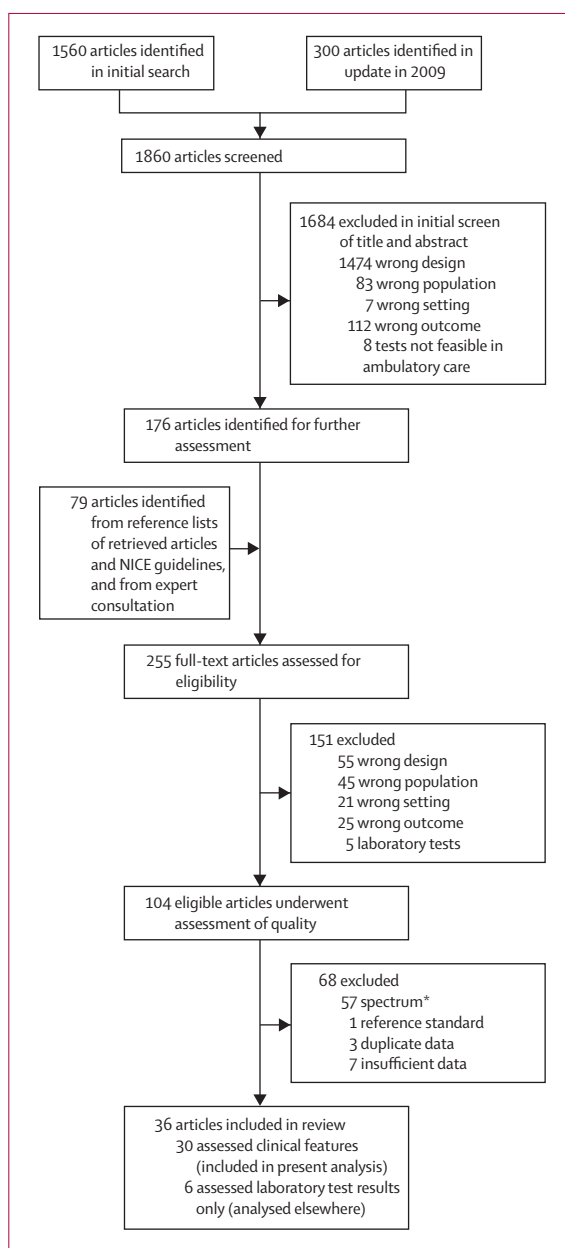 1560 articles identified
in initial search
300 articles identified in
update in 2009
1860 articles screened
1684 excluded in initial screen
of title and abstract
1474 wrong design
83 wrong population
7 wrong setting
112 wrong outcome
8 tests not feasible in
ambulatory care
176 articles identified for further
assessment
79 articles identified
from reference lists
of retrieved articles
and NICE guidelines,
and from expert
consultation
255 full-text articles assessed for
eligibility
151 excluded
55 wrong design
45 wrong population
21 wrong setting
25 wrong outcome
5 laboratory tests
104 eligible articles underwent
assessment of quality
68 excluded
57 spectrum*
1 reference standard
3 duplicate data
7 insufficient data
36 articles included in review
30 assessed clinical features
(included in present analysis)
6 assessed laboratory test results
only (analysed elsewhere)